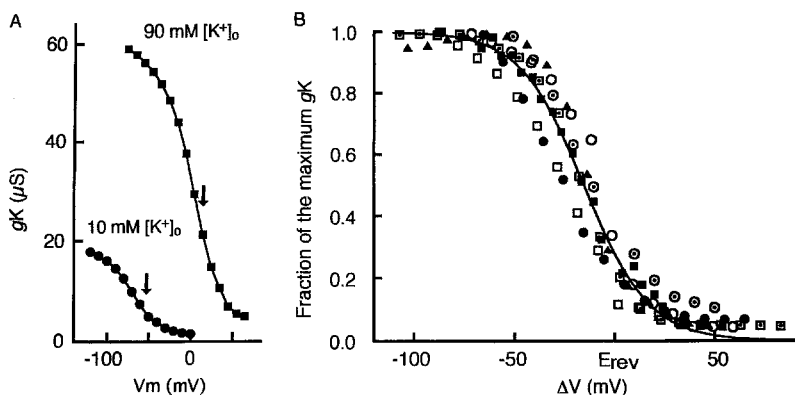 A
90 mM [K⁺]ₒ
10 mM [K⁺]ₒ
gK (µS)
60
40
20
0
-100
0
Vm (mV)
B
Fraction of the maximum gK
1.0
0.8
0.6
0.4
0.2
0.0
-100
-50
Erev
50
ΔV (mV)